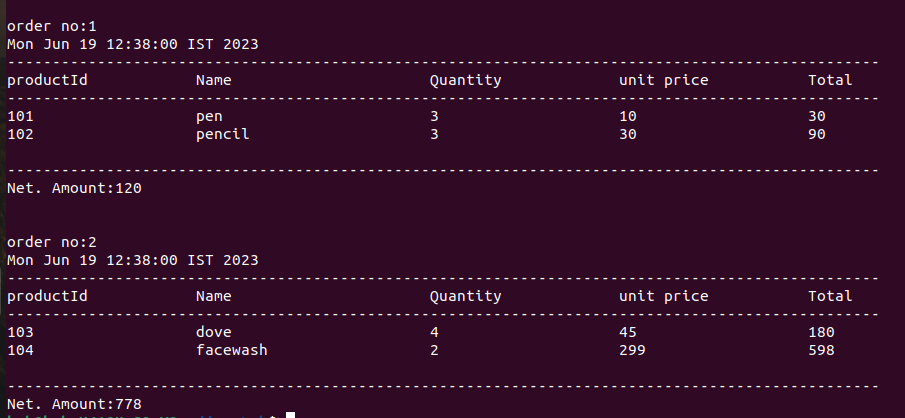 order no:1
Mon Jun 19 12:38:00 IST 2023
-------------------------------------------------------------------------------------------------
productId Name Quantity unit price Total
-------------------------------------------------------------------------------------------------
101 pen 3 10 30
102 pencil 3 30 90
-------------------------------------------------------------------------------------------------
Net. Amount:120
order no:2
Mon Jun 19 12:38:00 IST 2023
-------------------------------------------------------------------------------------------------
productId Name Quantity unit price Total
-------------------------------------------------------------------------------------------------
103 dove 4 45 180
104 facewash 2 299 598
-------------------------------------------------------------------------------------------------
Net. Amount:778